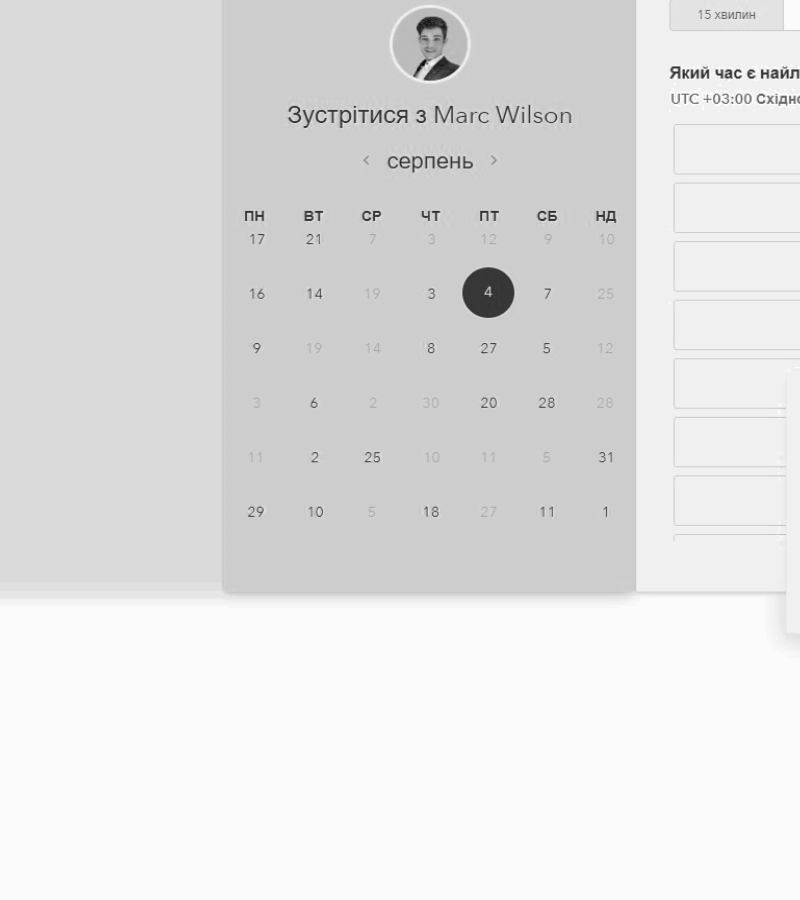 15 хвилин
Зустрітися з Marc Wilson
‹ серпень ›
ПН ВТ СР ЧТ ПТ СБ НД
17 21 7 3 12 9 10
16 14 19 3 4 7 25
9 19 14 8 27 5 12
3 6 2 30 20 28 28
11 2 25 10 11 5 31
29 10 5 18 27 11 1
Який час є найл
UTC +03:00 Східно